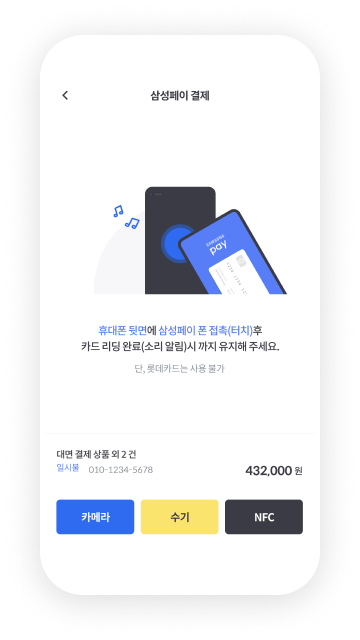 삼성페이 결제
SAMSUNG
pay
휴대폰 뒷면에 삼성페이 폰 접촉(터치)후
카드 리딩 완료(소리 알림)시 까지 유지해 주세요.
단, 롯데카드는 사용 불가
대면 결제 상품 외 2 건
일시불 010-1234-5678
432,000 원
카메라
수기
NFC